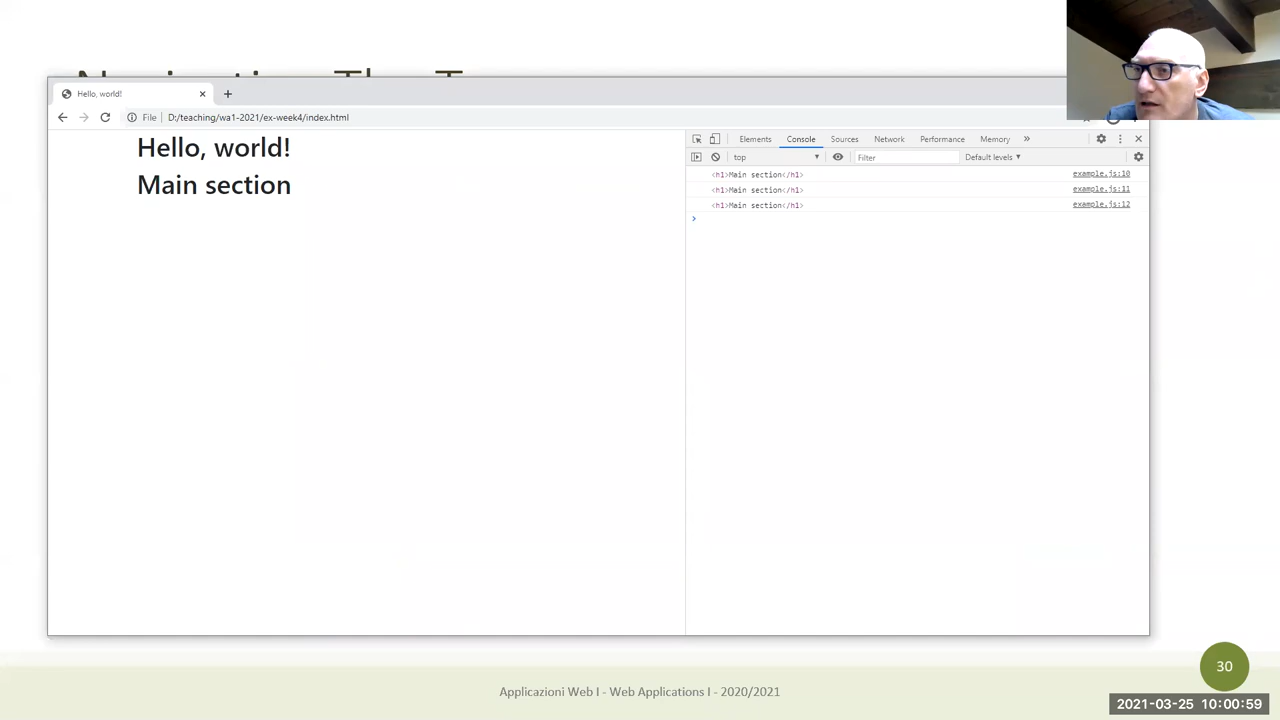 Hello, world!
File
D:/teaching/wa1-2021/ex-week4/index.html
Hello, world!
Main section
Elements
Console
Sources
Network
Performance
Memory
»
top
Filter
Default levels
<h1>Main section</h1>
example.js:10
<h1>Main section</h1>
example.js:11
<h1>Main section</h1>
example.js:12
30
Applicazioni Web I - Web Applications I - 2020/2021
2021-03-25 10:00:59